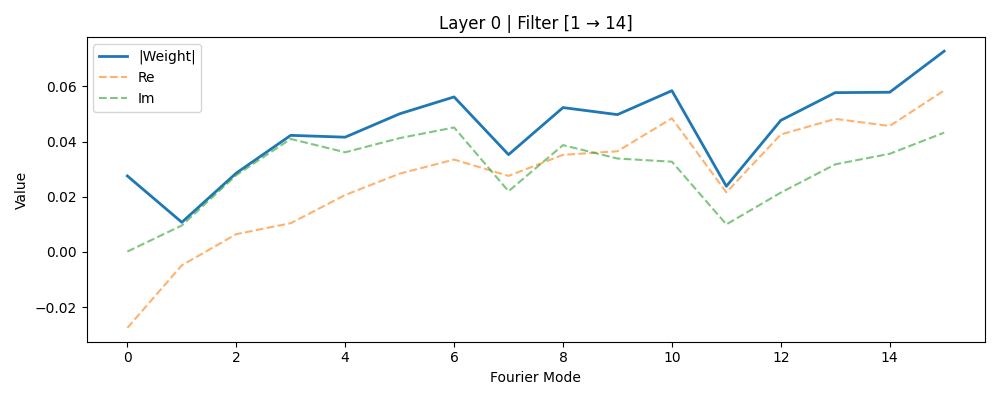 Layer 0 | Filter [1 → 14]
|Weight|
Re
Im
0.06
0.04
0.02
0.00
−0.02
Value
0 2 4 6 8 10 12 14
Fourier Mode